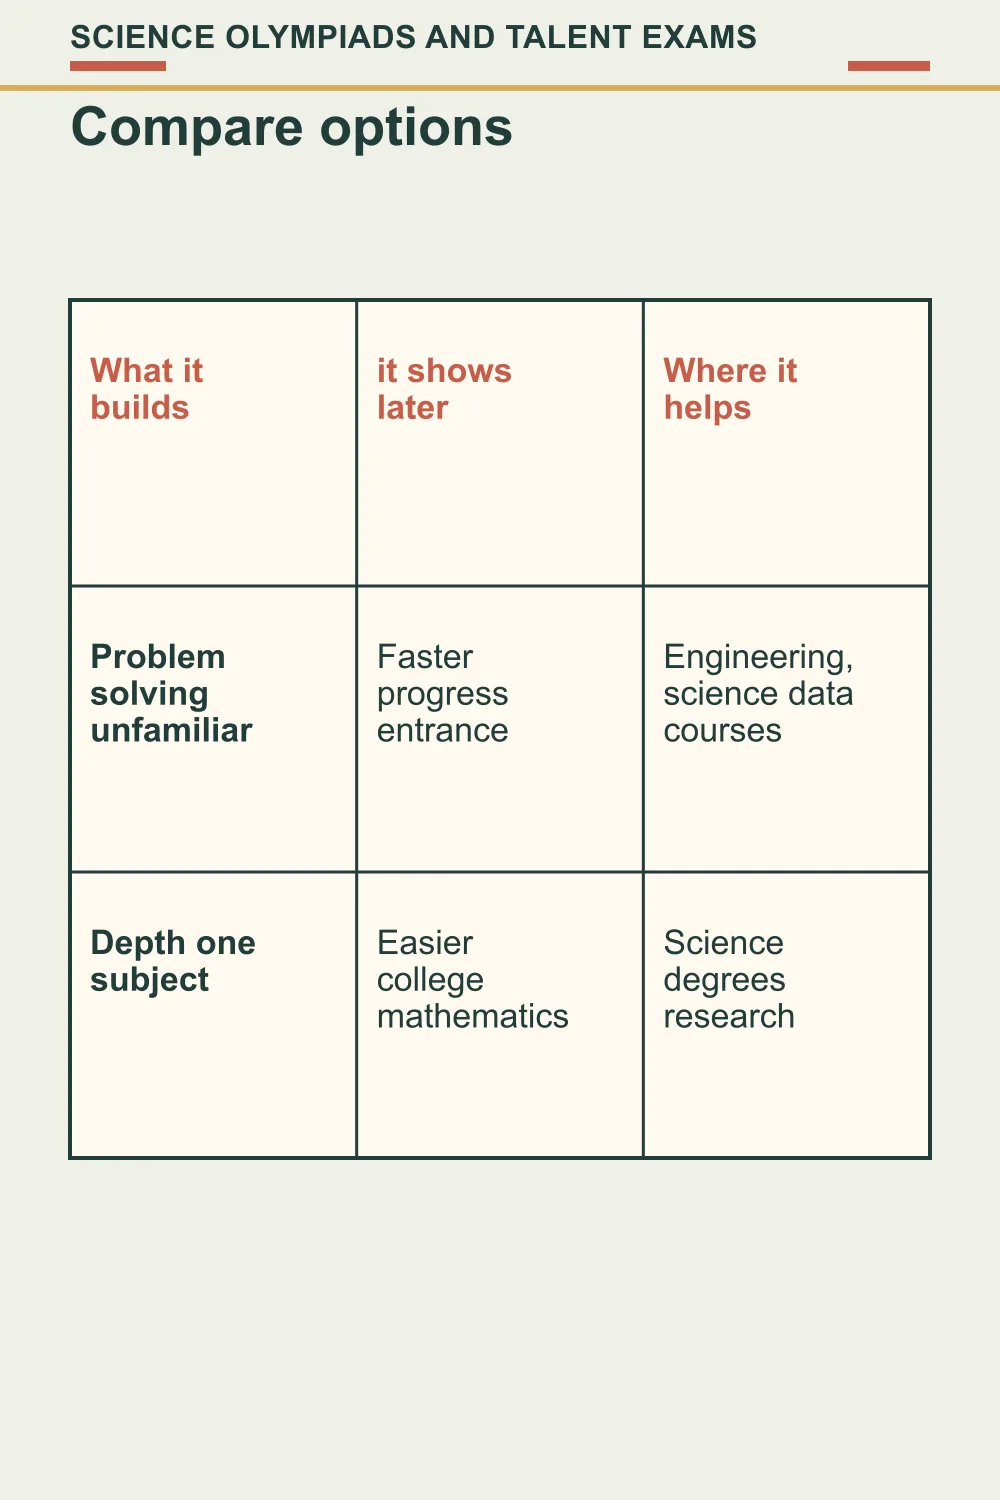 SCIENCE OLYMPIADS AND TALENT EXAMS
Compare options
What it
builds
it shows
later
Where it
helps
Problem
solving
unfamiliar
Faster
progress
entrance
Engineering,
science data
courses
Depth one
subject
Easier
college
mathematics
Science
degrees
research